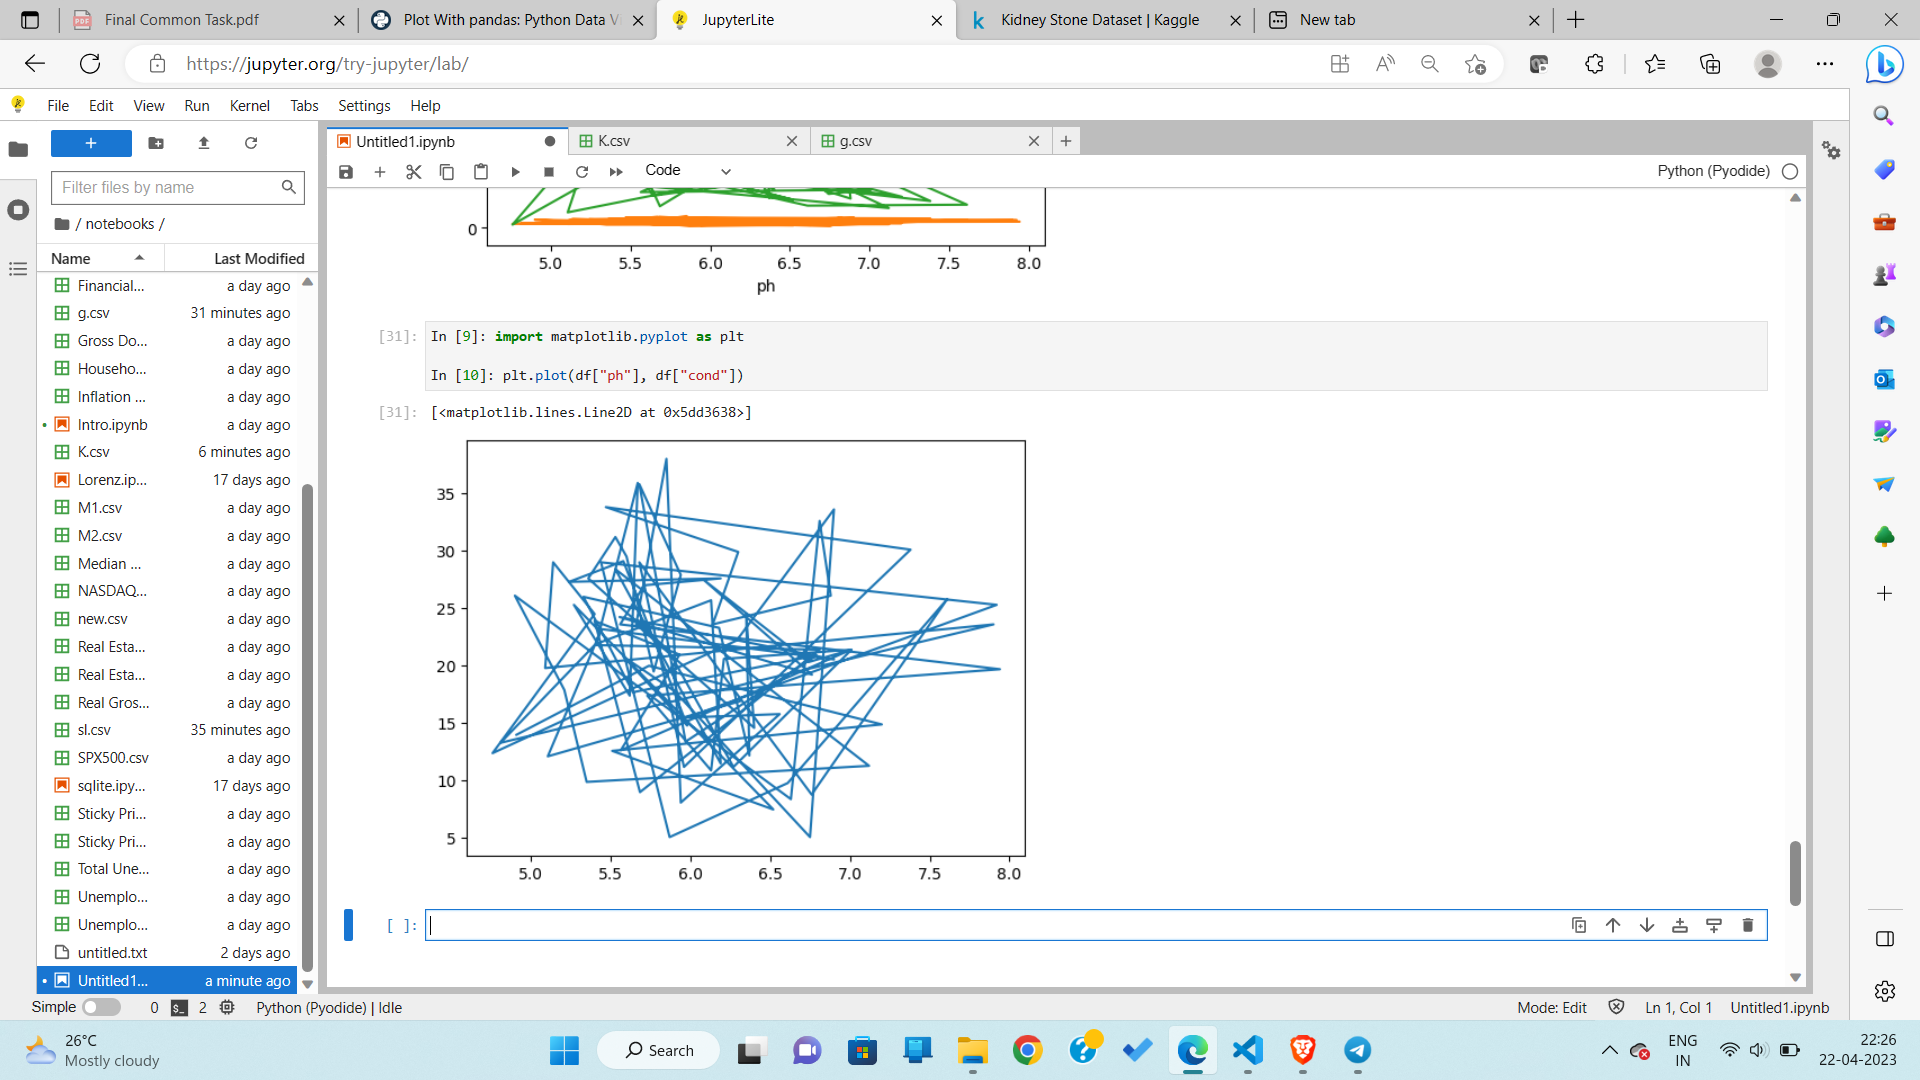 Final Common Task.pdf
Plot With pandas: Python Data V
JupyterLite
Kidney Stone Dataset | Kaggle
New tab
https://jupyter.org/try-jupyter/lab/
File Edit View Run Kernel Tabs Settings Help
Untitled1.ipynb
K.csv
g.csv
Code
Python (Pyodide)
Filter files by name
/ notebooks /
Name Last Modified
Financial... a day ago
g.csv 31 minutes ago
Gross Do... a day ago
Househo... a day ago
Inflation ... a day ago
Intro.ipynb a day ago
K.csv 6 minutes ago
Lorenz.ip... 17 days ago
M1.csv a day ago
M2.csv a day ago
Median ... a day ago
NASDAQ... a day ago
new.csv a day ago
Real Esta... a day ago
Real Esta... a day ago
Real Gros... a day ago
sl.csv 35 minutes ago
SPX500.csv a day ago
sqlite.ipy... 17 days ago
Sticky Pri... a day ago
Sticky Pri... a day ago
Total Une... a day ago
Unemplo... a day ago
Unemplo... a day ago
untitled.txt 2 days ago
Untitled1... a minute ago
0
5.0 5.5 6.0 6.5 7.0 7.5 8.0
ph
[31]: In [9]: import matplotlib.pyplot as plt
In [10]: plt.plot(df["ph"], df["cond"])
[31]: [<matplotlib.lines.Line2D at 0x5dd3638>]
35
30
25
20
15
10
5
5.0 5.5 6.0 6.5 7.0 7.5 8.0
[ ]:
Simple 0 2 Python (Pyodide) | Idle
Mode: Edit Ln 1, Col 1 Untitled1.ipynb
26°C
Mostly cloudy
Search
ENG
IN
22:26
22-04-2023